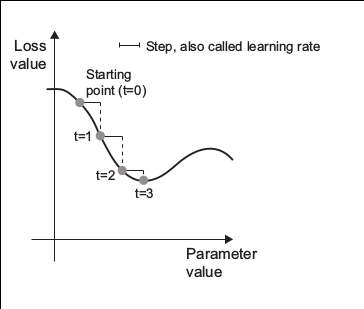 Loss
value
Step, also called learning rate
Starting
point (t=0)
t=1
t=2
t=3
Parameter
value